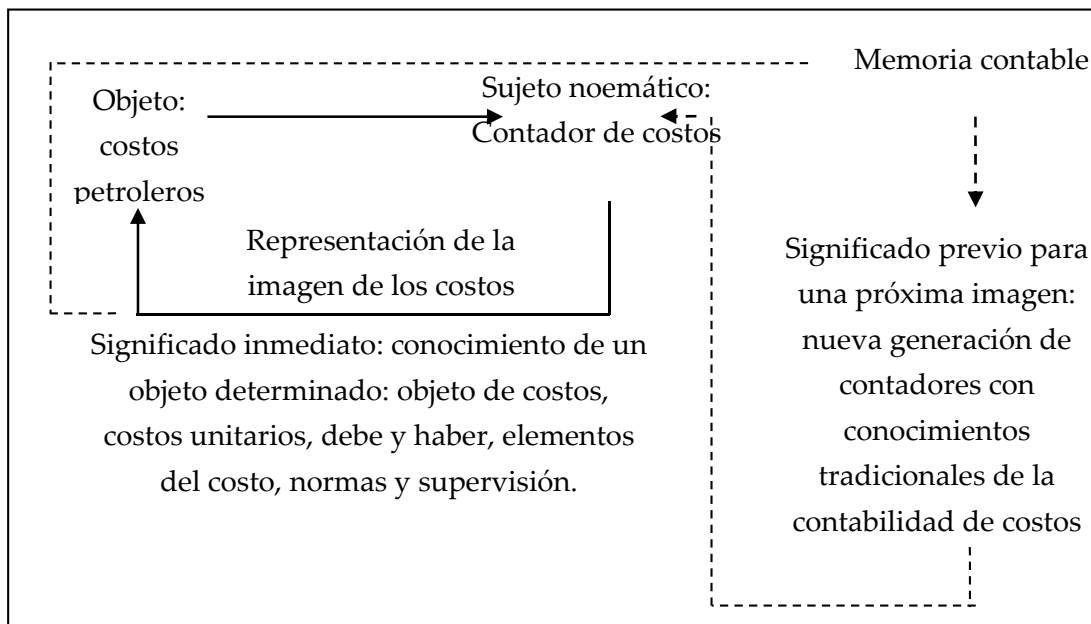 Memoria contable
Objeto:
costos
petroleros
Sujeto noemático:
Contador de costos
Representación de la
imagen de los costos
Significado inmediato: conocimiento de un
objeto determinado: objeto de costos,
costos unitarios, debe y haber, elementos
del costo, normas y supervisión.
Significado previo para
una próxima imagen:
nueva generación de
contadores con
conocimientos
tradicionales de la
contabilidad de costos